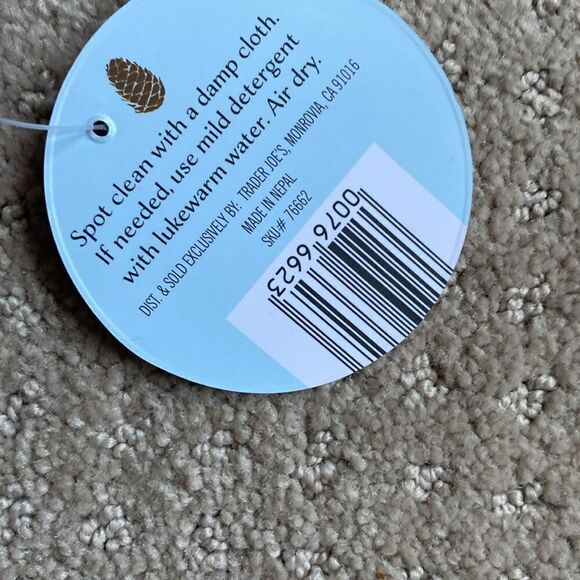 Spot clean with a damp cloth.
If needed, use mild detergent
with lukewarm water. Air dry.
DIST. & SOLD EXCLUSIVELY BY: TRADER JOE'S, MONROVIA, CA 91016
MADE IN NEPAL
SKU# 76662
0076 6623